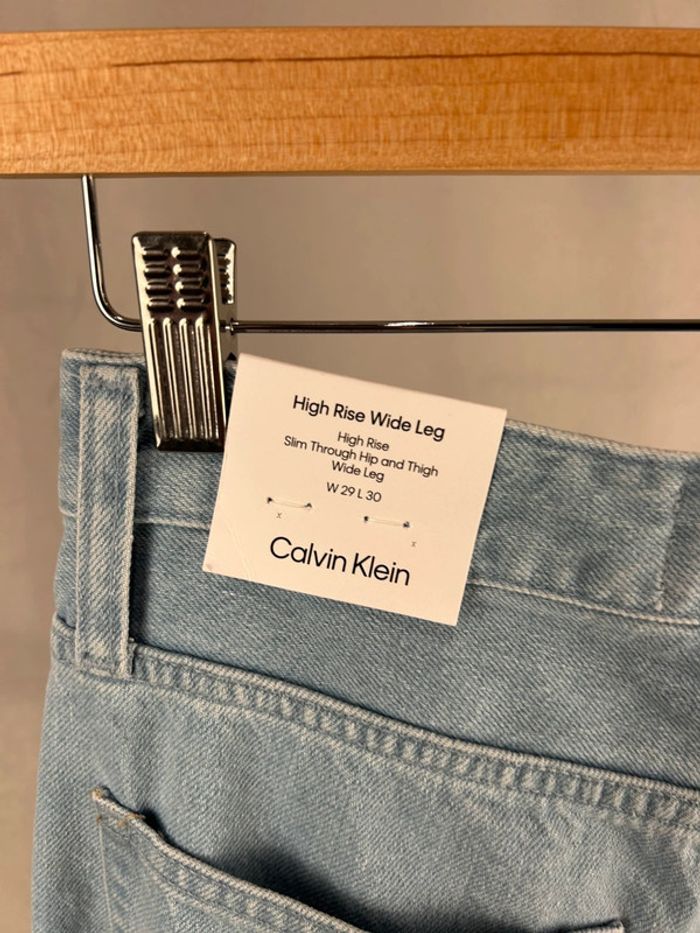 High Rise Wide Leg
High Rise
Slim Through Hip and Thigh
Wide Leg
W 29 L 30
x
x
Calvin Klein